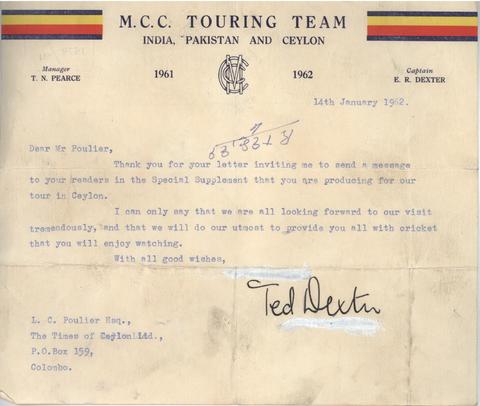 M.C.C. TOURING TEAM
INDIA, PAKISTAN AND CEYLON
Manager
T. N. PEARCE
1961
1962
Captain
E. R. DEXTER
14th January 1962.
Dear Mr Poulier,
Thank you for your letter inviting me to send a message
to your readers in the Special Supplement that you are producing for our
tour in Ceylon.
I can only say that we are all looking forward to our visit
tremendously, and that we will do our utmost to provide you all with cricket
that you will enjoy watching.
With all good wishes,
Ted Dexter
L. C. Poulier Esq.,
The Times of Ceylon Ltd.,
P.O.Box 159,
Colombo.